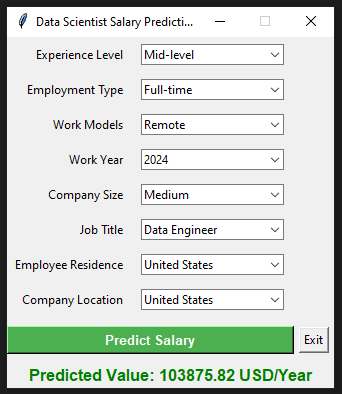 Data Scientist Salary Predicti...
Experience Level Mid-level
Employment Type Full-time
Work Models Remote
Work Year 2024
Company Size Medium
Job Title Data Engineer
Employee Residence United States
Company Location United States
Predict Salary Exit
Predicted Value: 103875.82 USD/Year